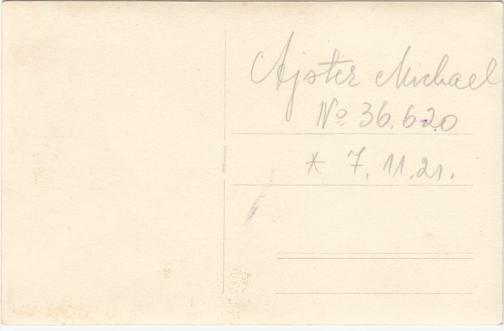 Ajster Michael
№ 36.620
* 7.11.21.